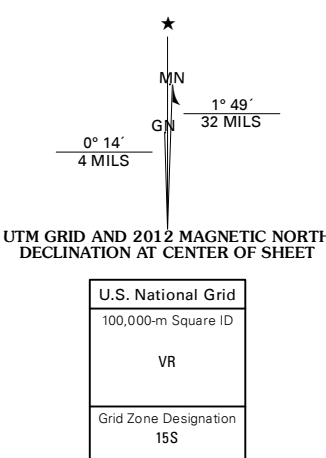 MN
1° 49´
32 MILS
GN
0° 14´
4 MILS
UTM GRID AND 2012 MAGNETIC NORTH
DECLINATION AT CENTER OF SHEET
U.S. National Grid
100,000-m Square ID
VR
Grid Zone Designation
15S